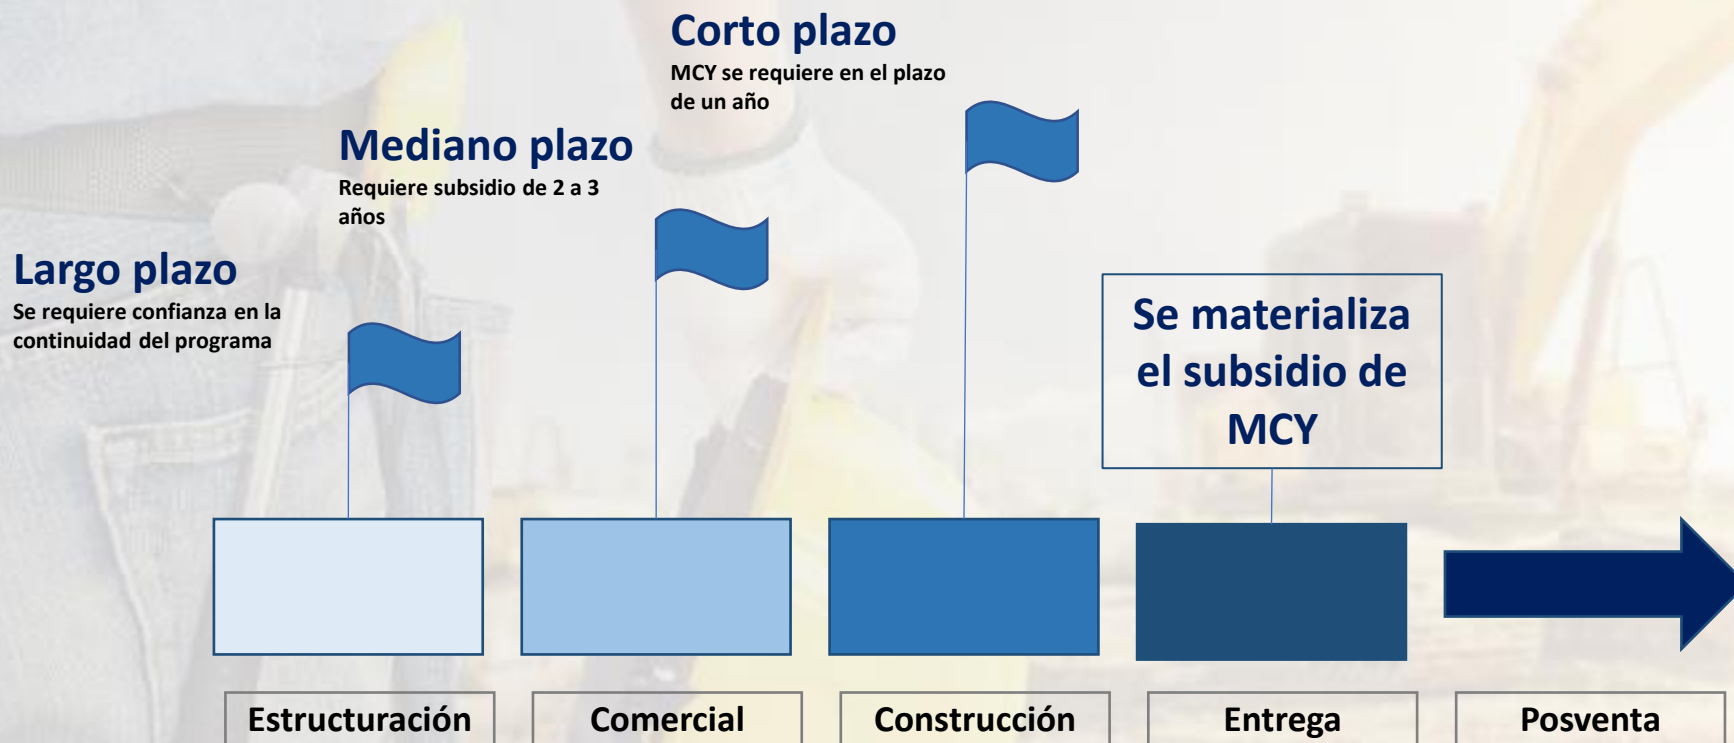 Corto plazo
MCY se requiere en el plazo
de un año
Mediano plazo
Requiere subsidio de 2 a 3
años
Largo plazo
Se requiere confianza en la
continuidad del programa
Se materializa
el subsidio de
MCY
Estructuración
Comercial
Construcción
Entrega
Posventa